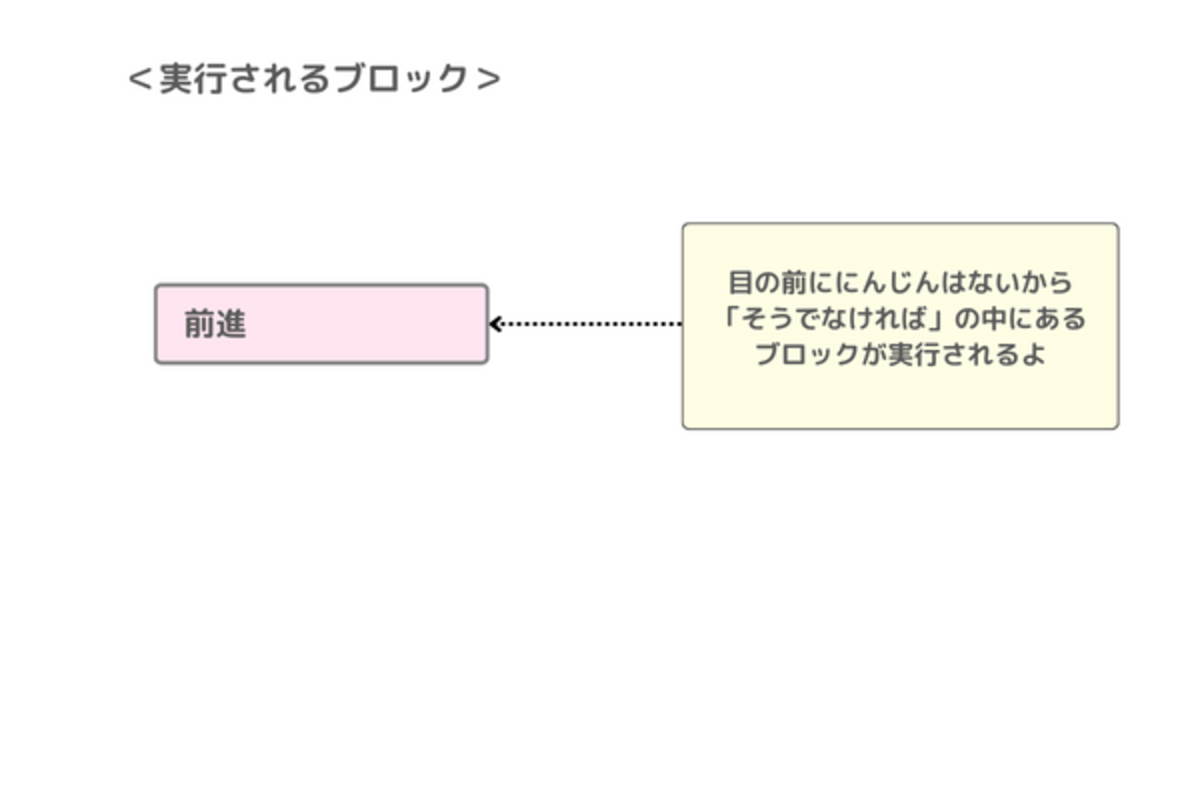 ＜実行されるブロック＞
前進
目の前ににんじんはないから
「そうでなければ」の中にある
ブロックが実行されるよ